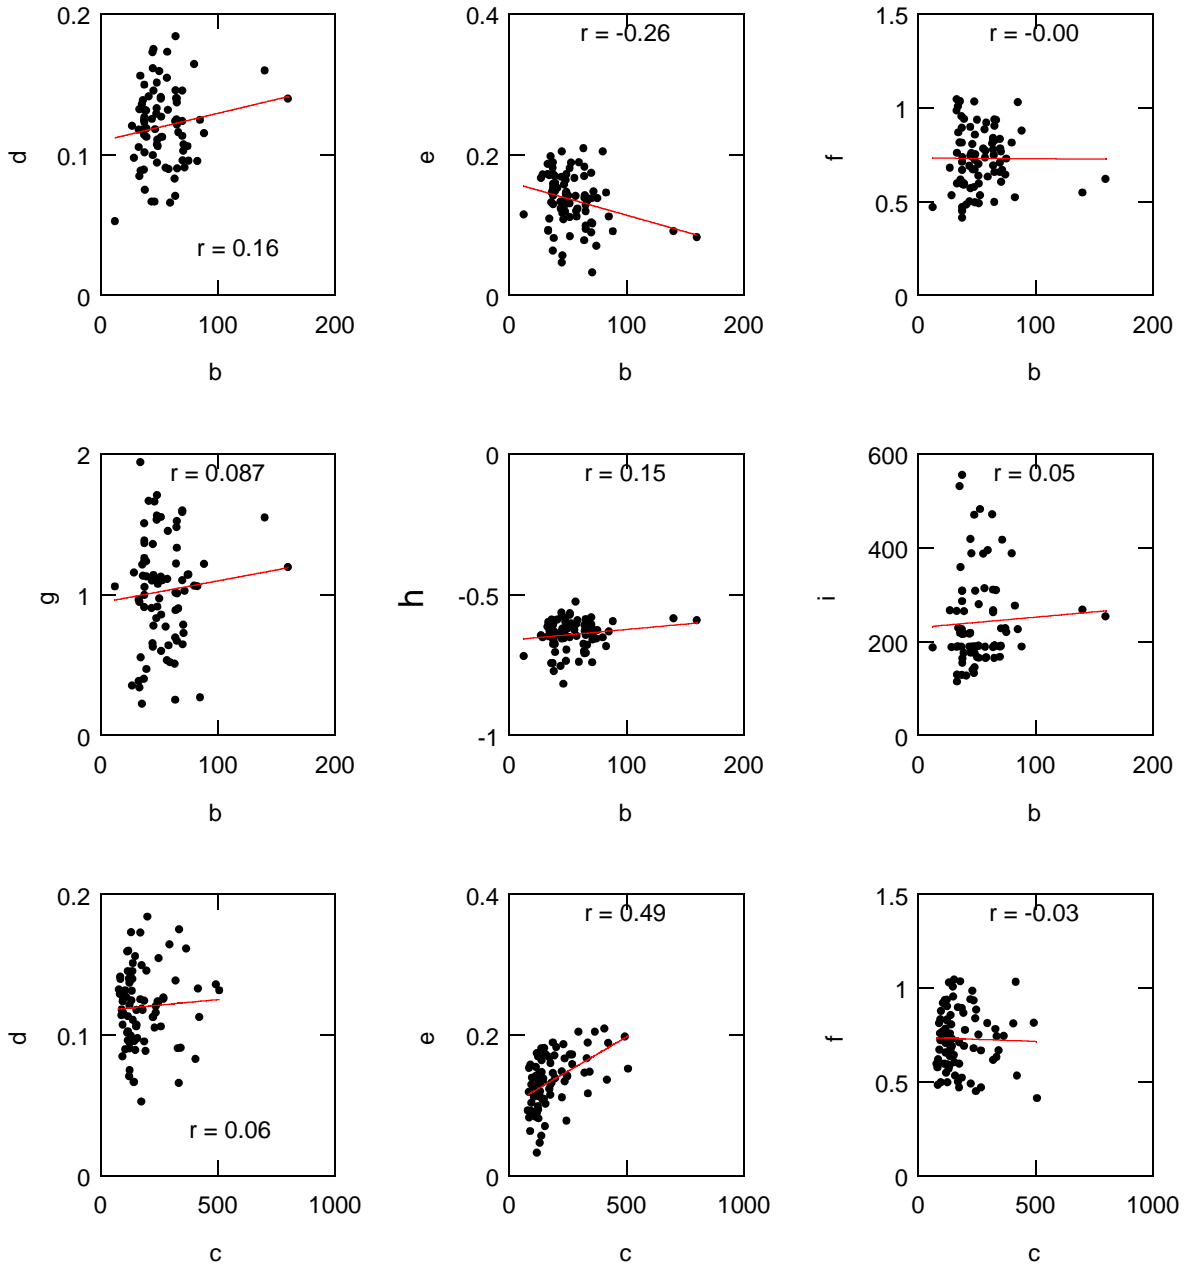 0.2
0.1
0
d
r = 0.16
0 100 200
b
0.4
0.2
0
e
r = -0.26
0 100 200
b
1.5
1
0.5
0
f
r = -0.00
0 100 200
b
2
1
0
g
r = 0.087
0 100 200
b
0
-0.5
-1
h
r = 0.15
0 100 200
b
600
400
200
0
i
r = 0.05
0 100 200
b
0.2
0.1
0
d
r = 0.06
0 500 1000
c
0.4
0.2
0
e
r = 0.49
0 500 1000
c
1.5
1
0.5
0
f
r = -0.03
0 500 1000
c